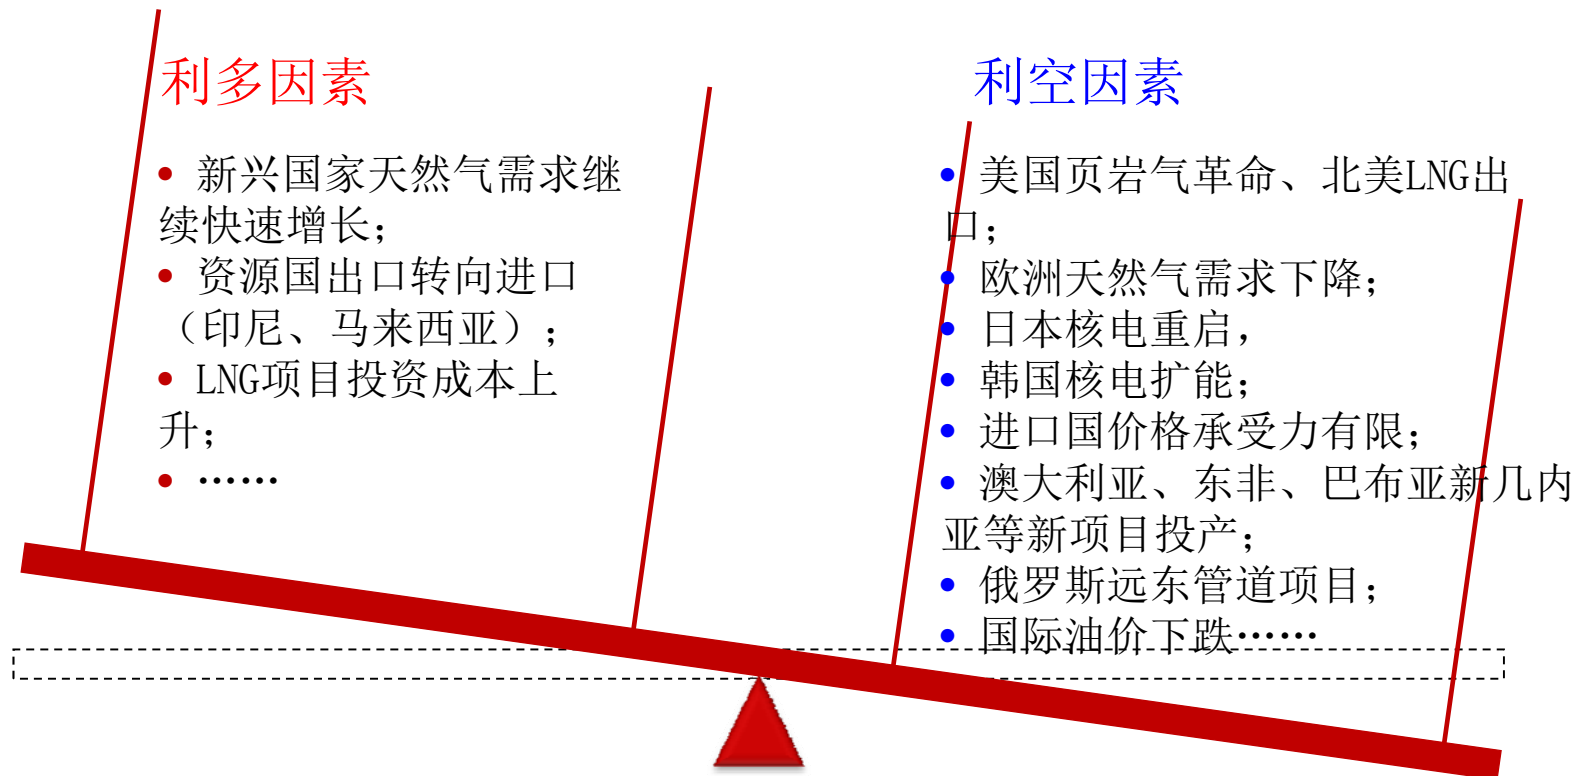 利多因素
• 新兴国家天然气需求继
续快速增长；
• 资源国出口转向进口
（印尼、马来西亚）；
• LNG项目投资成本上
升；
• ……
利空因素
• 美国页岩气革命、北美LNG出
口；
• 欧洲天然气需求下降；
• 日本核电重启，
• 韩国核电扩能；
• 进口国价格承受力有限；
• 澳大利亚、东非、巴布亚新几内
亚等新项目投产；
• 俄罗斯远东管道项目；
• 国际油价下跌……